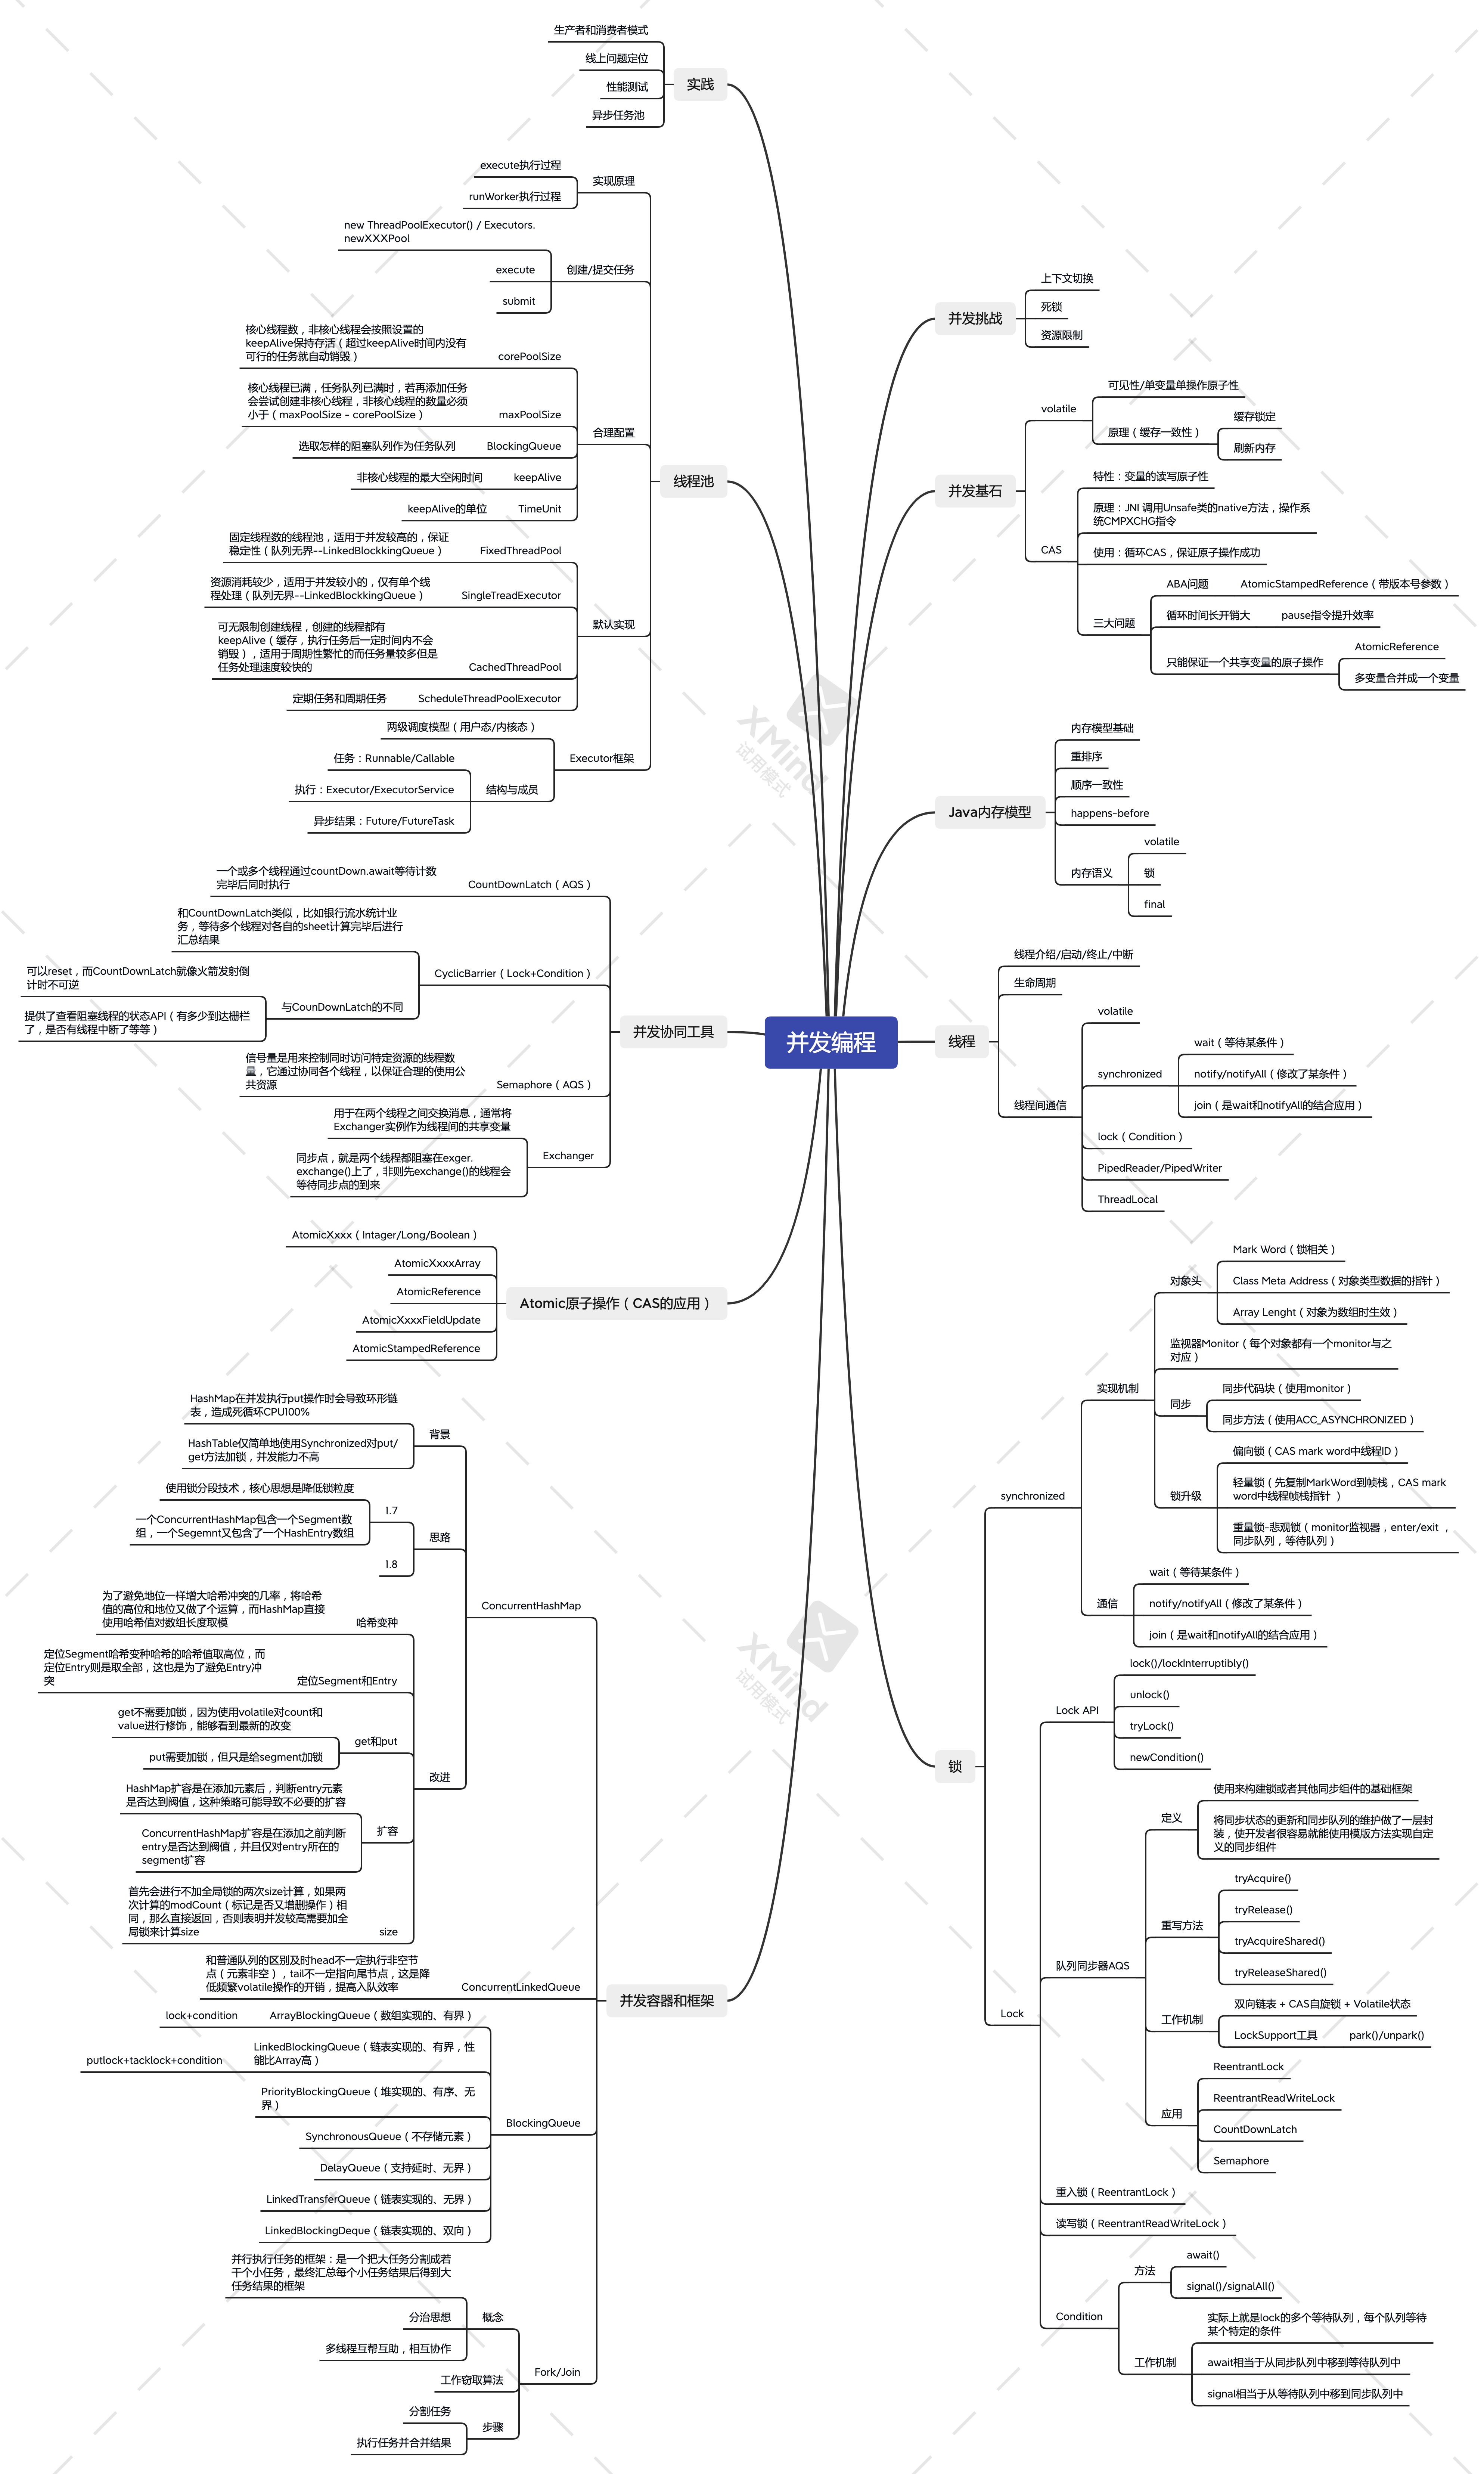 并发编程
实践
生产者和消费者模式
线上问题定位
性能测试
异步任务池
线程池
实现原理
execute执行过程
runWorker执行过程
创建/提交任务
new ThreadPoolExecutor() / Executors.
newXXXPool
execute
submit
合理配置
corePoolSize
核心线程数，非核心线程会按照设置的
keepAlive保持存活（超过keepAlive时间内没有
可行的任务就自动销毁）
maxPoolSize
核心线程已满，任务队列已满时，若再添加任务
会尝试创建非核心线程，非核心线程的数量必须
小于（maxPoolSize - corePoolSize）
BlockingQueue
选取怎样的阻塞队列作为任务队列
keepAlive
非核心线程的最大空闲时间
TimeUnit
keepAlive的单位
默认实现
FixedThreadPool
固定线程数的线程池，适用于并发较高的，保证
稳定性（队列无界--LinkedBlockkingQueue）
SingleTreadExecutor
资源消耗较少，适用于并发较小的，仅有单个线
程处理（队列无界--LinkedBlockkingQueue）
CachedThreadPool
可无限制创建线程，创建的线程都有
keepAlive（缓存，执行任务后一定时间内不会
销毁），适用于周期性繁忙的而任务量较多但是
任务处理速度较快的
ScheduleThreadPoolExecutor
定期任务和周期任务
Executor框架
两级调度模型（用户态/内核态）
结构与成员
任务：Runnable/Callable
执行：Executor/ExecutorService
异步结果：Future/FutureTask
并发协同工具
CountDownLatch（AQS）
一个或多个线程通过countDown.await等待计数
完毕后同时执行
CyclicBarrier（Lock+Condition）
和CountDownLatch类似，比如银行流水统计业
务，等待多个线程对各自的sheet计算完毕后进行
汇总结果
与CounDownLatch的不同
可以reset，而CountDownLatch就像火箭发射倒
计时不可逆
提供了查看阻塞线程的状态API（有多少到达栅栏
了，是否有线程中断了等等）
Semaphore（AQS）
信号量是用来控制同时访问特定资源的线程数
量，它通过协同各个线程，以保证合理的使用公
共资源
Exchanger
用于在两个线程之间交换消息，通常将
Exchanger实例作为线程间的共享变量
同步点，就是两个线程都阻塞在exger.
exchange()上了，非则先exchange()的线程会
等待同步点的到来
Atomic原子操作（CAS的应用）
AtomicXxxx（Intager/Long/Boolean）
AtomicXxxxArray
AtomicReference
AtomicXxxxFieldUpdate
AtomicStampedReference
并发容器和框架
ConcurrentHashMap
背景
HashMap在并发执行put操作时会导致环形链
表，造成死循环CPU100%
HashTable仅简单地使用Synchronized对put/
get方法加锁，并发能力不高
思路
1.7
使用锁分段技术，核心思想是降低锁粒度
一个ConcurrentHashMap包含一个Segment数
组，一个Segemnt又包含了一个HashEntry数组
1.8
改进
哈希变种
为了避免地位一样增大哈希冲突的几率，将哈希
值的高位和地位又做了个运算，而HashMap直接
使用哈希值对数组长度取模
定位Segment和Entry
定位Segment哈希变种哈希的哈希值取高位，而
定位Entry则是取全部，这也是为了避免Entry冲
突
get和put
get不需要加锁，因为使用volatile对count和
value进行修饰，能够看到最新的改变
put需要加锁，但只是给segment加锁
扩容
HashMap扩容是在添加元素后，判断entry元素
是否达到阀值，这种策略可能导致不必要的扩容
ConcurrentHashMap扩容是在添加之前判断
entry是否达到阀值，并且仅对entry所在的
segment扩容
size
首先会进行不加全局锁的两次size计算，如果两
次计算的modCount（标记是否又增删操作）相
同，那么直接返回，否则表明并发较高需要加全
局锁来计算size
ConcurrentLinkedQueue
和普通队列的区别及时head不一定执行非空节
点（元素非空），tail不一定指向尾节点，这是降
低频繁volatile操作的开销，提高入队效率
BlockingQueue
ArrayBlockingQueue（数组实现的、有界）
lock+condition
LinkedBlockingQueue（链表实现的、有界，性
能比Array高）
putlock+tacklock+condition
PriorityBlockingQueue（堆实现的、有序、无
界）
SynchronousQueue（不存储元素）
DelayQueue（支持延时、无界）
LinkedTransferQueue（链表实现的、无界）
LinkedBlockingDeque（链表实现的、双向）
Fork/Join
概念
并行执行任务的框架：是一个把大任务分割成若
干个小任务，最终汇总每个小任务结果后得到大
任务结果的框架
分治思想
多线程互帮互助，相互协作
工作窃取算法
步骤
分割任务
执行任务并合并结果
并发挑战
上下文切换
死锁
资源限制
并发基石
volatile
可见性/单变量单操作原子性
原理（缓存一致性）
缓存锁定
刷新内存
CAS
特性：变量的读写原子性
原理：JNI 调用Unsafe类的native方法，操作系
统CMPXCHG指令
使用：循环CAS，保证原子操作成功
三大问题
ABA问题
AtomicStampedReference（带版本号参数）
循环时间长开销大
pause指令提升效率
只能保证一个共享变量的原子操作
AtomicReference
多变量合并成一个变量
Java内存模型
内存模型基础
重排序
顺序一致性
happens-before
内存语义
volatile
锁
final
线程
线程介绍/启动/终止/中断
生命周期
线程间通信
volatile
synchronized
wait（等待某条件）
notify/notifyAll（修改了某条件）
join（是wait和notifyAll的结合应用）
lock（Condition）
PipedReader/PipedWriter
ThreadLocal
锁
synchronized
实现机制
对象头
Mark Word（锁相关）
Class Meta Address（对象类型数据的指针）
Array Lenght（对象为数组时生效）
监视器Monitor（每个对象都有一个monitor与之
对应）
同步
同步代码块（使用monitor）
同步方法（使用ACC_ASYNCHRONIZED）
锁升级
偏向锁（CAS mark word中线程ID）
轻量锁（先复制MarkWord到帧栈，CAS mark
word中线程帧栈指针 ）
重量锁-悲观锁（monitor监视器，enter/exit ，
同步队列，等待队列）
通信
wait（等待某条件）
notify/notifyAll（修改了某条件）
join（是wait和notifyAll的结合应用）
Lock
Lock API
lock()/lockInterruptibly()
unlock()
tryLock()
newCondition()
队列同步器AQS
定义
使用来构建锁或者其他同步组件的基础框架
将同步状态的更新和同步队列的维护做了一层封
装，使开发者很容易就能使用模版方法实现自定
义的同步组件
重写方法
tryAcquire()
tryRelease()
tryAcquireShared()
tryReleaseShared()
工作机制
双向链表 + CAS自旋锁 + Volatile状态
LockSupport工具
park()/unpark()
应用
ReentrantLock
ReentrantReadWriteLock
CountDownLatch
Semaphore
重入锁（ReentrantLock）
读写锁（ReentrantReadWriteLock）
Condition
方法
await()
signal()/signalAll()
工作机制
实际上就是lock的多个等待队列，每个队列等待
某个特定的条件
await相当于从同步队列中移到等待队列中
signal相当于从等待队列中移到同步队列中
XMind
试用模式
XMind
试用模式